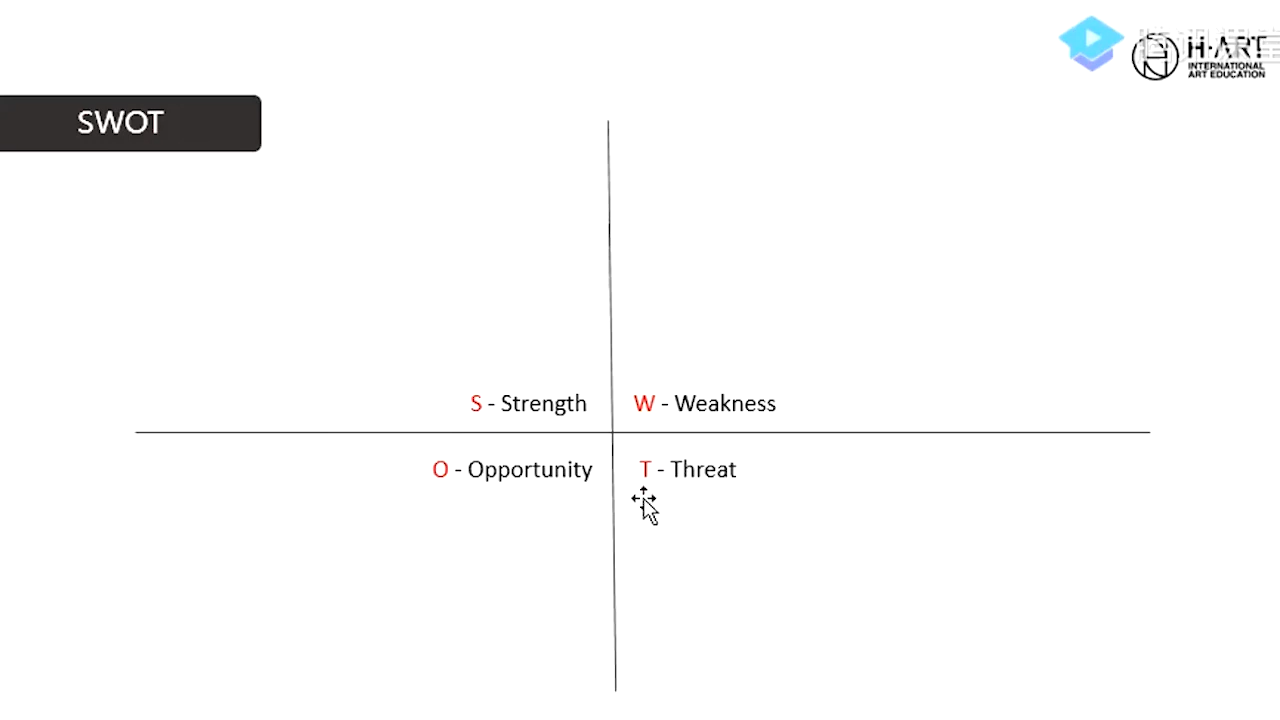 H·ART
INTERNATIONAL
ART EDUCATION
SWOT
S - Strength
W - Weakness
O - Opportunity
T - Threat